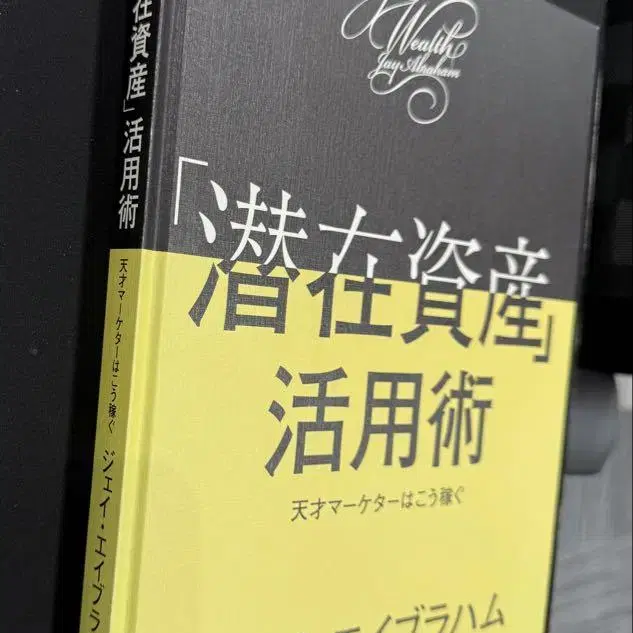 Wealth
Jay Abraham
「潜在資産」
活用術
天才マーケターはこう稼ぐ
イブラハム
在資産」活用術
天才マーケターはこう稼ぐ
ジェイ・エイブラ